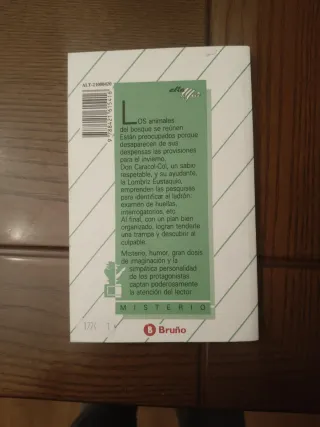 LOS animales
del bosque se reúnen.
Están preocupados porque
desaparecen de sus
despensas las provisiones
para el invierno.
Don Caracol-Col, un sabio
respetable, y su ayudante,
la Lombriz Eustaquio,
emprenden las pesquisas
para identificar al ladrón:
examen de huellas,
interrogatorios, etc.
Al final, con un plan bien
organizado, logran tenderle
una trampa y descubrir al
culpable.
Misterio, humor, gran dosis
de imaginación y la
simpática personalidad
de los protagonistas
captan poderosamente
la atención del lector.
MISTERIO
B Bruño